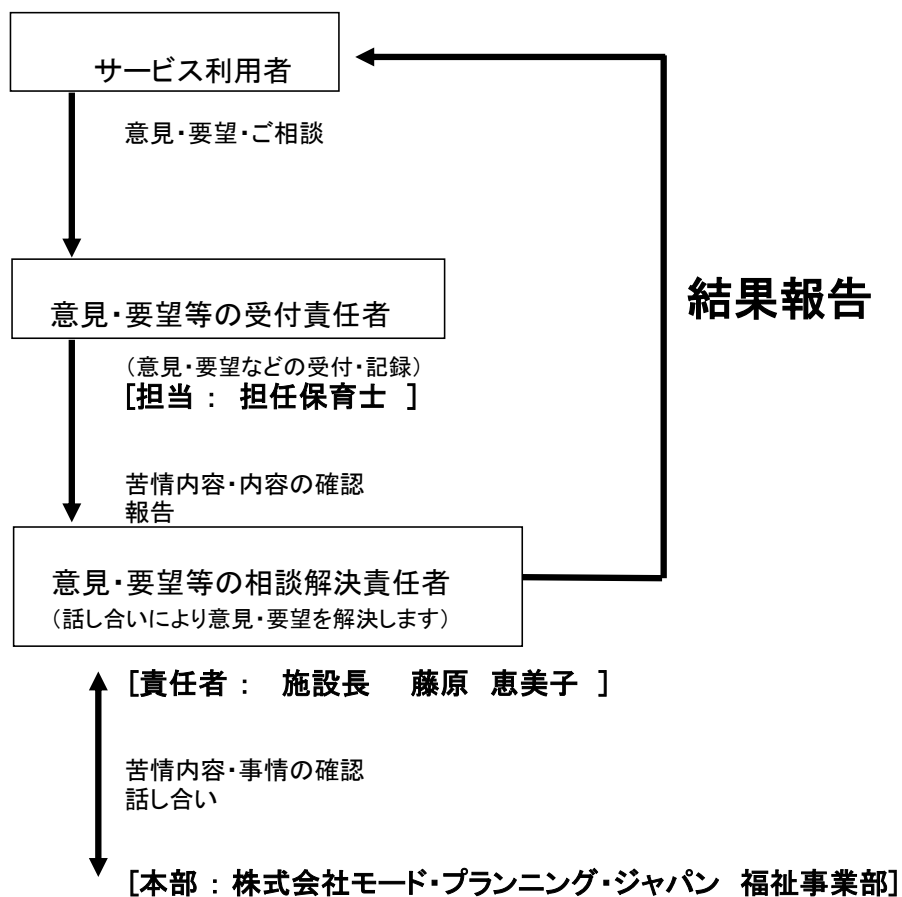 サービス利用者
意見・要望・ご相談
意見・要望等の受付責任者
（意見・要望などの受付・記録）
[担当： 担任保育士 ]
苦情内容・内容の確認
報告
意見・要望等の相談解決責任者
（話し合いにより意見・要望を解決します）
結果報告
[責任者： 施設長 藤原 恵美子 ]
苦情内容・事情の確認
話し合い
[本部：株式会社モード・プランニング・ジャパン 福祉事業部]